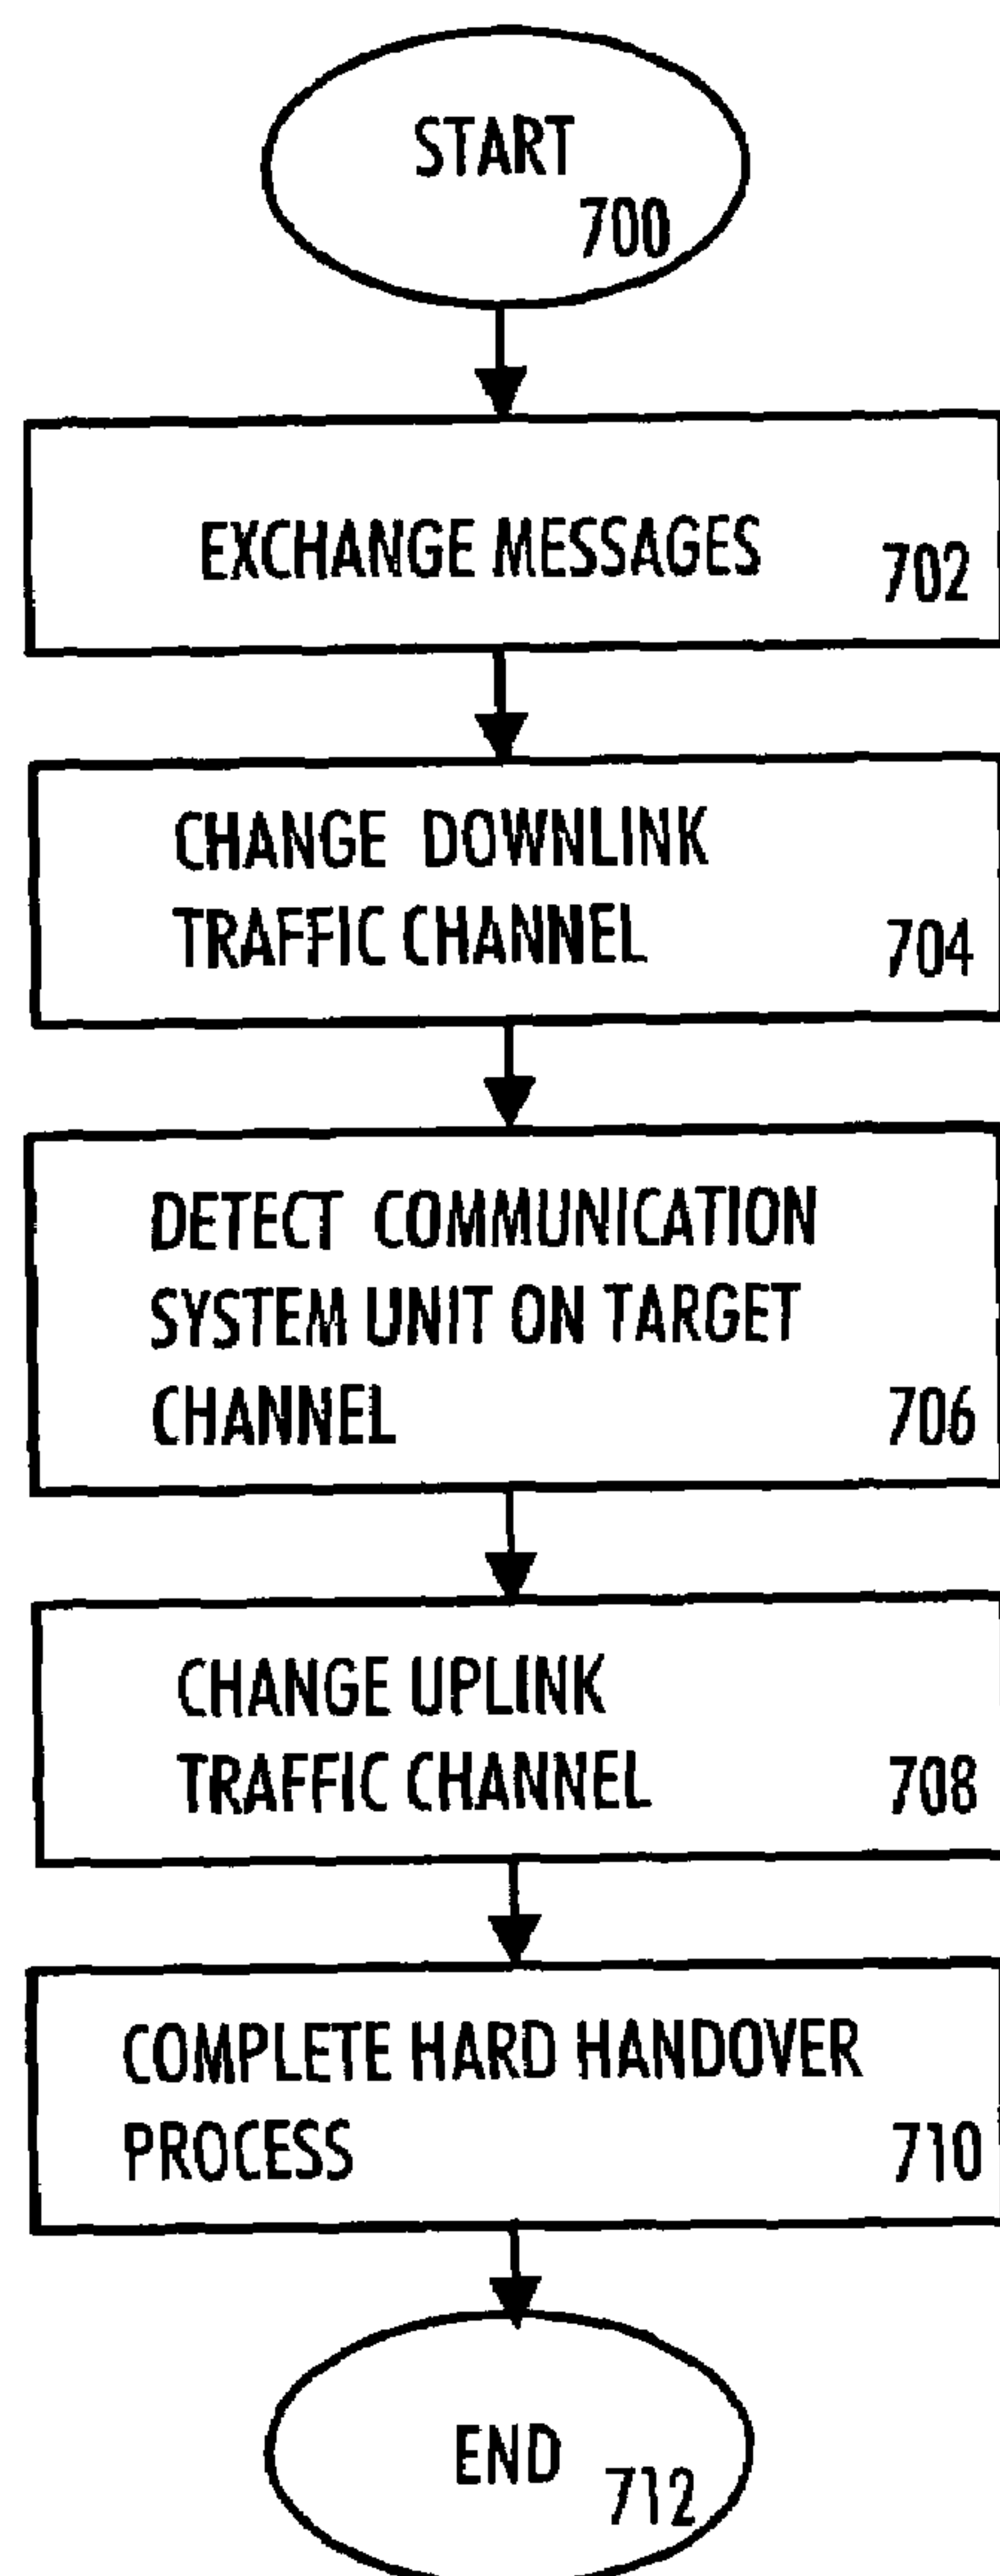 START
700
EXCHANGE MESSAGES
702
CHANGE DOWNLINK
TRAFFIC CHANNEL
704
DETECT COMMUNICATION
SYSTEM UNIT ON TARGET
CHANNEL
706
CHANGE UPLINK
TRAFFIC CHANNEL
708
COMPLETE HARD HANDOVER
PROCESS
710
END
712